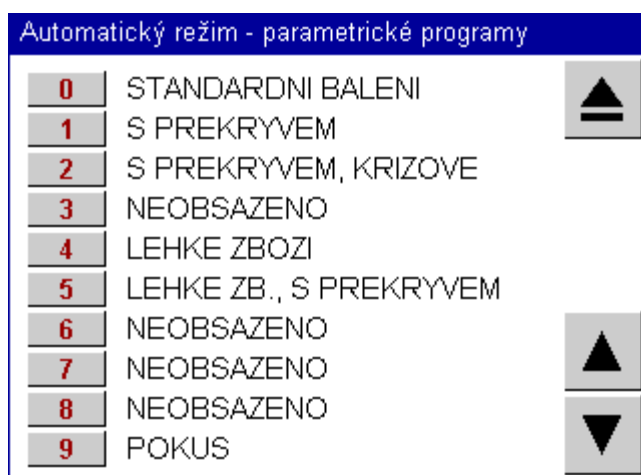 Automatický režim - parametrické programy
0 STANDARDNI BALENI
1 S PREKRYVEM
2 S PREKRYVEM, KRIZOVE
3 NEOBSAZENO
4 LEHKE ZBOZI
5 LEHKE ZB., S PREKRYVEM
6 NEOBSAZENO
7 NEOBSAZENO
8 NEOBSAZENO
9 POKUS